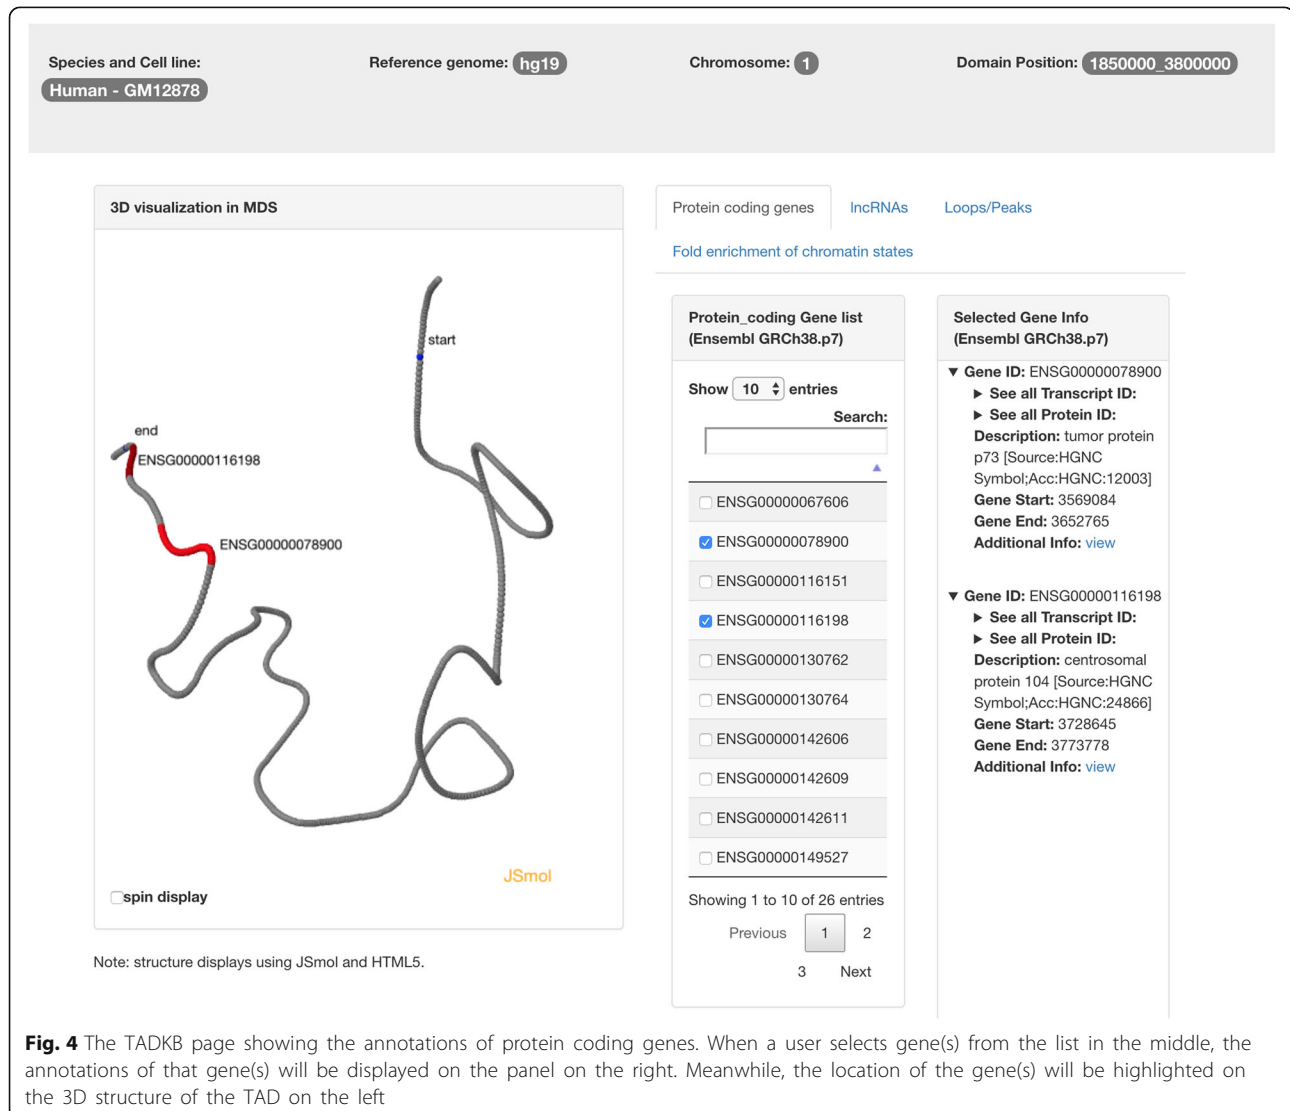 Species and Cell line:
Human - GM12878
Reference genome: hg19
Chromosome: 1
Domain Position: 1850000_3800000
3D visualization in MDS
start
end
ENSG00000116198
ENSG00000078900
JSmol
spin display
Note: structure displays using JSmol and HTML5.
Protein coding genes
lncRNAs
Loops/Peaks
Fold enrichment of chromatin states
Protein_coding Gene list
(Ensembl GRCh38.p7)
Show 10 entries
Search:
ENSG00000067606
ENSG00000078900
ENSG00000116151
ENSG00000116198
ENSG00000130762
ENSG00000130764
ENSG00000142606
ENSG00000142609
ENSG00000142611
ENSG00000149527
Showing 1 to 10 of 26 entries
Previous 1 2
3 Next
Selected Gene Info
(Ensembl GRCh38.p7)
▼ Gene ID: ENSG00000078900
▶ See all Transcript ID:
▶ See all Protein ID:
Description: tumor protein
p73 [Source:HGNC
Symbol;Acc:HGNC:12003]
Gene Start: 3569084
Gene End: 3652765
Additional Info: view
▼ Gene ID: ENSG00000116198
▶ See all Transcript ID:
▶ See all Protein ID:
Description: centrosomal
protein 104 [Source:HGNC
Symbol;Acc:HGNC:24866]
Gene Start: 3728645
Gene End: 3773778
Additional Info: view
Fig. 4 The TADKB page showing the annotations of protein coding genes. When a user selects gene(s) from the list in the middle, the
annotations of that gene(s) will be displayed on the panel on the right. Meanwhile, the location of the gene(s) will be highlighted on
the 3D structure of the TAD on the left